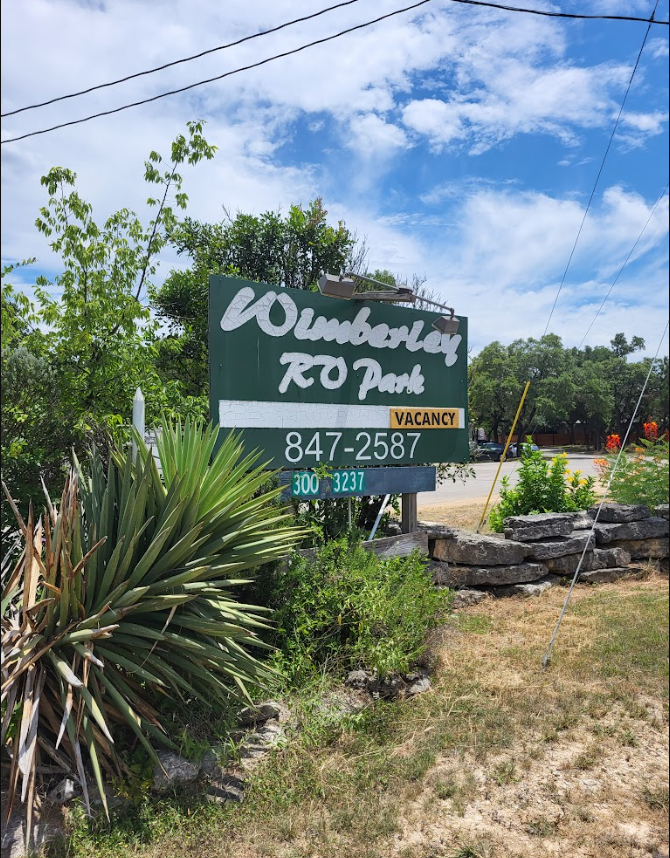 Wimberley
RV Park
VACANCY
847-2587
300 3237